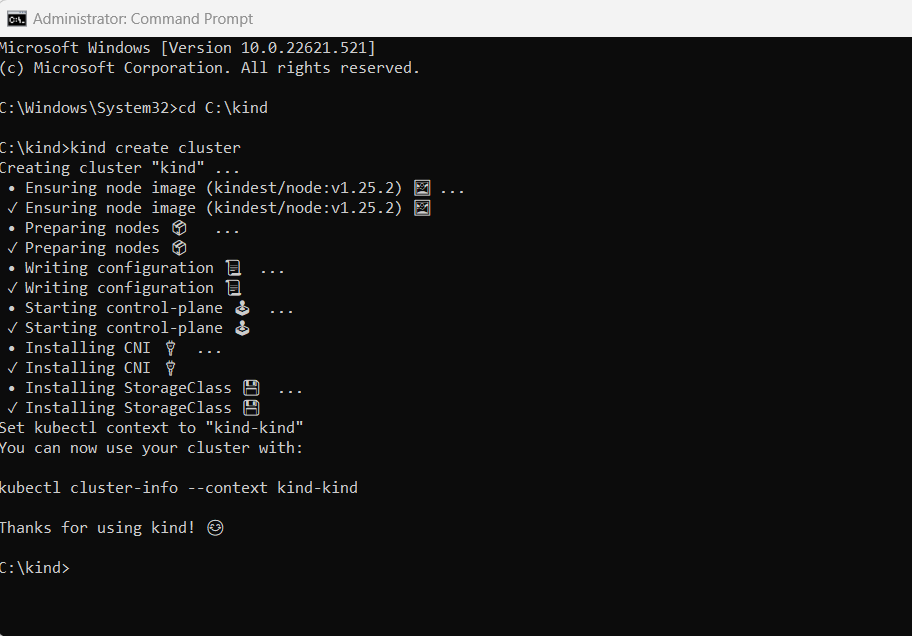 Administrator: Command Prompt
Microsoft Windows [Version 10.0.22621.521]
(c) Microsoft Corporation. All rights reserved.
C:\Windows\System32>cd C:\kind
C:\kind>kind create cluster
Creating cluster "kind" ...
• Ensuring node image (kindest/node:v1.25.2) 🖼 ...
✓ Ensuring node image (kindest/node:v1.25.2) 🖼
• Preparing nodes 📦 ...
✓ Preparing nodes 📦
• Writing configuration 📜 ...
✓ Writing configuration 📜
• Starting control-plane 🕹️ ...
✓ Starting control-plane 🕹️
• Installing CNI 🔌 ...
✓ Installing CNI 🔌
• Installing StorageClass 💾 ...
✓ Installing StorageClass 💾
Set kubectl context to "kind-kind"
You can now use your cluster with:
kubectl cluster-info --context kind-kind
Thanks for using kind! 😊
C:\kind>